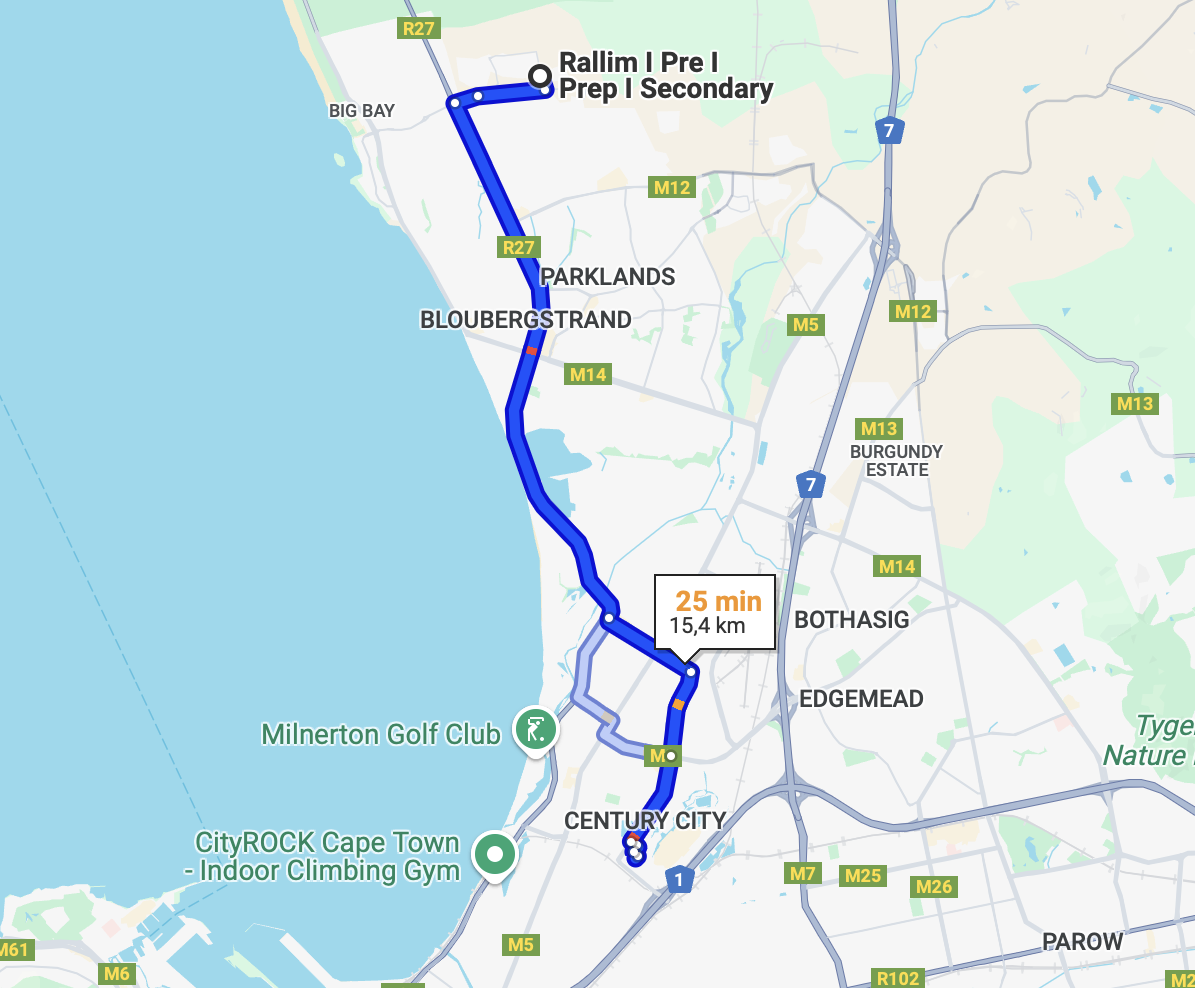 R27
Rallim I Pre I
Prep I Secondary
BIG BAY
7
M12
R27
PARKLANDS
BLOUBERGSTRAND
M5
M12
M14
M13
M13
BURGUNDY
ESTATE
7
M14
25 min
15,4 km
BOTHASIG
EDGEMEAD
Milnerton Golf Club
Tyge
Nature
M
CENTURY CITY
CityROCK Cape Town
- Indoor Climbing Gym
1
M7
M25
M26
M5
PAROW
M61
M6
R102
M2